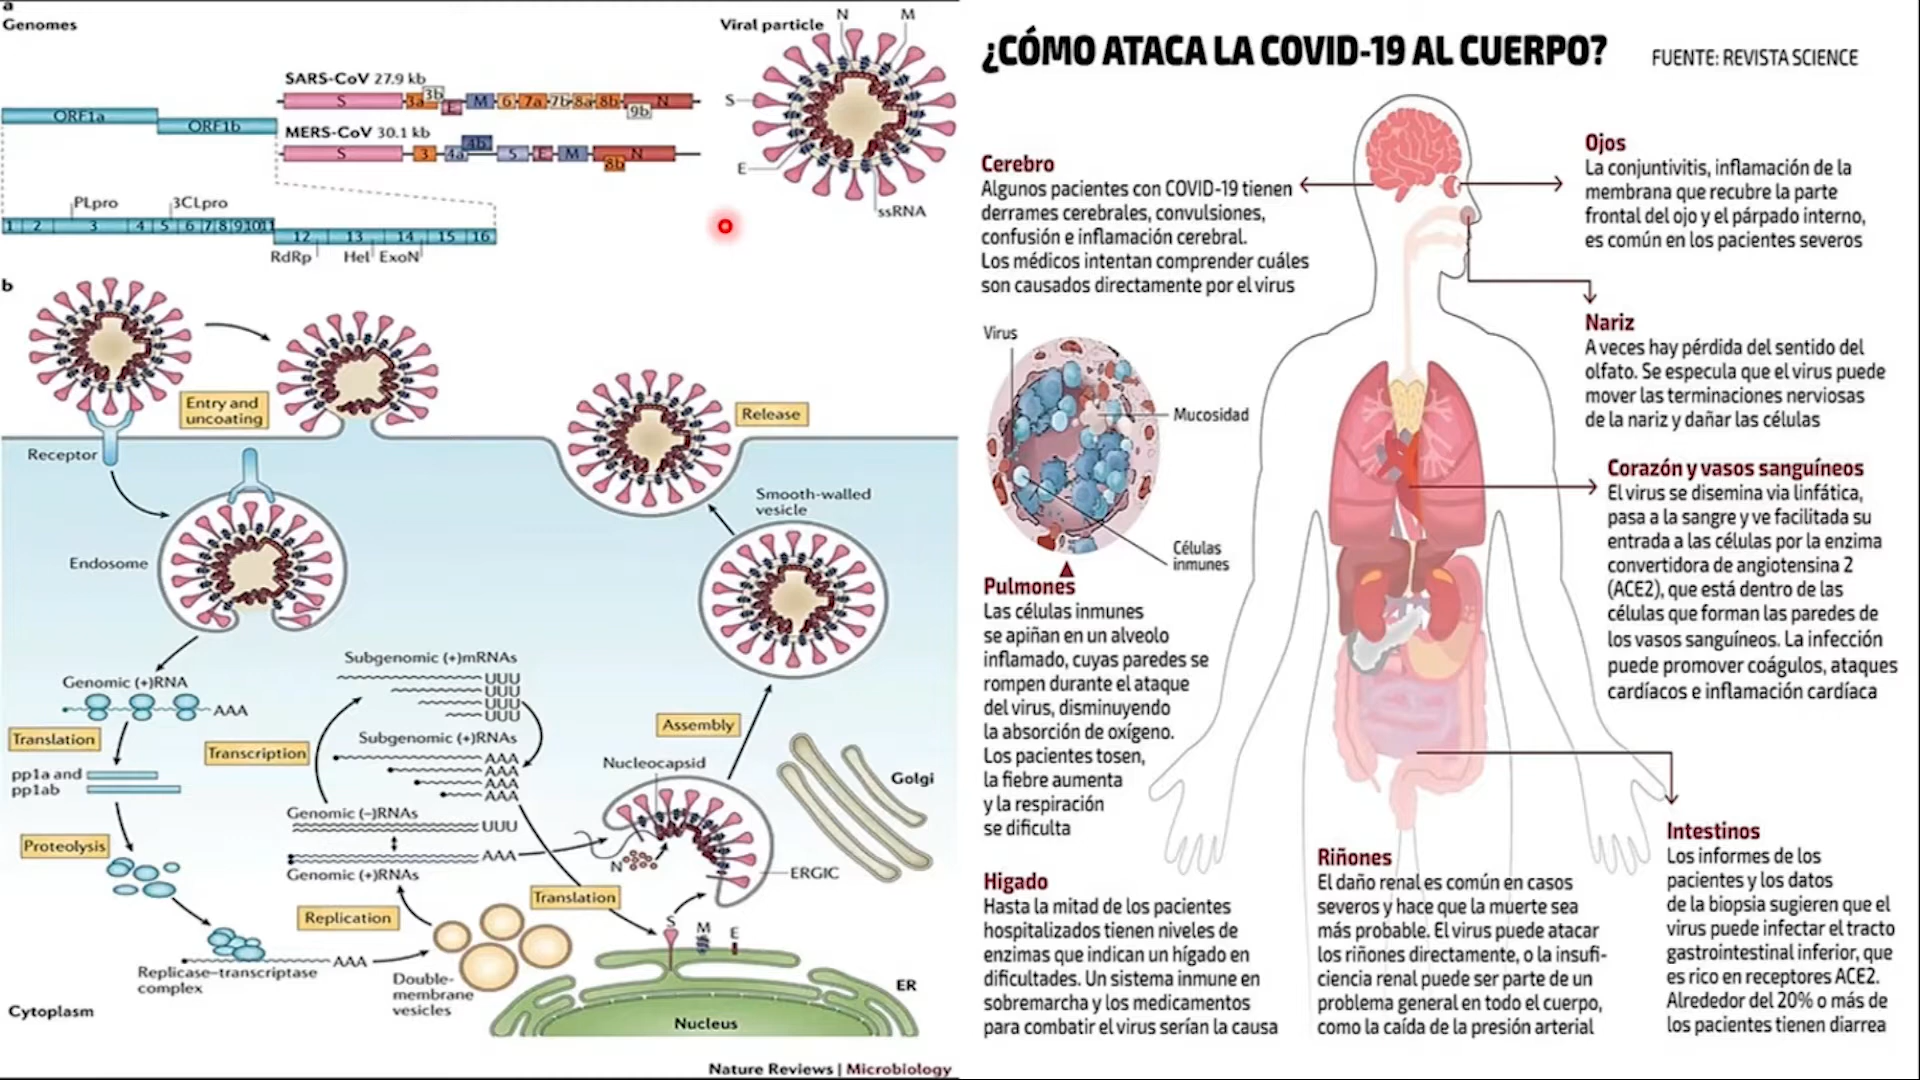 a
Genomes
SARS-CoV 27.9 kb
S 3a 3b E M 6 7a 7b 8a 8b 9b N
ORF1a
ORF1b
MERS-CoV 30.1 kb
S 3 4a 4b 5 E M 8b N
PLpro
3CLpro
1 2 3 4 5 6 7 8 9 10 11
12 13 14 15 16
RdRp Hel ExoN
Viral particle
N
M
S
E
ssRNA
b
Entry and
uncoating
Receptor
Endosome
Release
Smooth-walled
vesicle
Genomic (+)RNA
AAA
Translation
pp1a and
pp1ab
Proteolysis
Replicase–transcriptase
complex
AAA
Cytoplasm
Transcription
Subgenomic (+)mRNAs
UUU
UUU
UUU
UUU
Subgenomic (+)RNAs
AAA
AAA
AAA
AAA
Genomic (–)RNAs
UUU
AAA
Genomic (+)RNAs
Replication
Double-
membrane
vesicles
Translation
Assembly
Nucleocapsid
N
ERGIC
Golgi
S
M
E
ER
Nucleus
Nature Reviews | Microbiology
¿CÓMO ATACA LA COVID-19 AL CUERPO?
FUENTE: REVISTA SCIENCE
Cerebro
Algunos pacientes con COVID-19 tienen
derrames cerebrales, convulsiones,
confusión e inflamación cerebral.
Los médicos intentan comprender cuáles
son causados directamente por el virus
Virus
Mucosidad
Células
inmunes
Pulmones
Las células inmunes
se apiñan en un alveolo
inflamado, cuyas paredes se
rompen durante el ataque
del virus, disminuyendo
la absorción de oxígeno.
Los pacientes tosen,
la fiebre aumenta
y la respiración
se dificulta
Hígado
Hasta la mitad de los pacientes
hospitalizados tienen niveles de
enzimas que indican un hígado en
dificultades. Un sistema inmune en
sobremarcha y los medicamentos
para combatir el virus serían la causa
Ojos
La conjuntivitis, inflamación de la
membrana que recubre la parte
frontal del ojo y el párpado interno,
es común en los pacientes severos
Nariz
A veces hay pérdida del sentido del
olfato. Se especula que el virus puede
mover las terminaciones nerviosas
de la nariz y dañar las células
Corazón y vasos sanguíneos
El virus se disemina via linfática,
pasa a la sangre y ve facilitada su
entrada a las células por la enzima
convertidora de angiotensina 2
(ACE2), que está dentro de las
células que forman las paredes de
los vasos sanguíneos. La infección
puede promover coágulos, ataques
cardíacos e inflamación cardíaca
Riñones
El daño renal es común en casos
severos y hace que la muerte sea
más probable. El virus puede atacar
los riñones directamente, o la insufi-
ciencia renal puede ser parte de un
problema general en todo el cuerpo,
como la caída de la presión arterial
Intestinos
Los informes de los
pacientes y los datos
de la biopsia sugieren que el
virus puede infectar el tracto
gastrointestinal inferior, que
es rico en receptores ACE2.
Alrededor del 20% o más de
los pacientes tienen diarrea